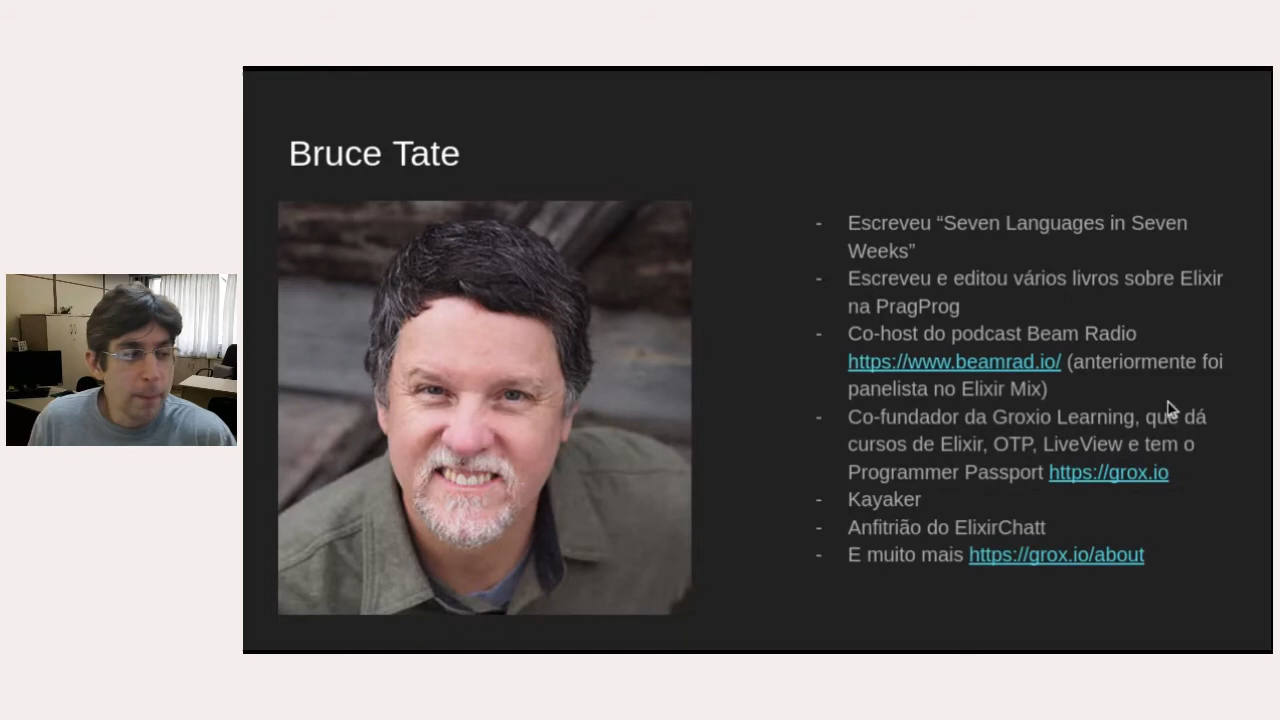 Bruce Tate
- Escreveu “Seven Languages in Seven
Weeks”
- Escreveu e editou vários livros sobre Elixir
na PragProg
- Co-host do podcast Beam Radio
https://www.beamrad.io/ (anteriormente foi
panelista no Elixir Mix)
- Co-fundador da Groxio Learning, que dá
cursos de Elixir, OTP, LiveView e tem o
Programmer Passport https://grox.io
- Kayaker
- Anfitrião do ElixirChatt
- E muito mais https://grox.io/about